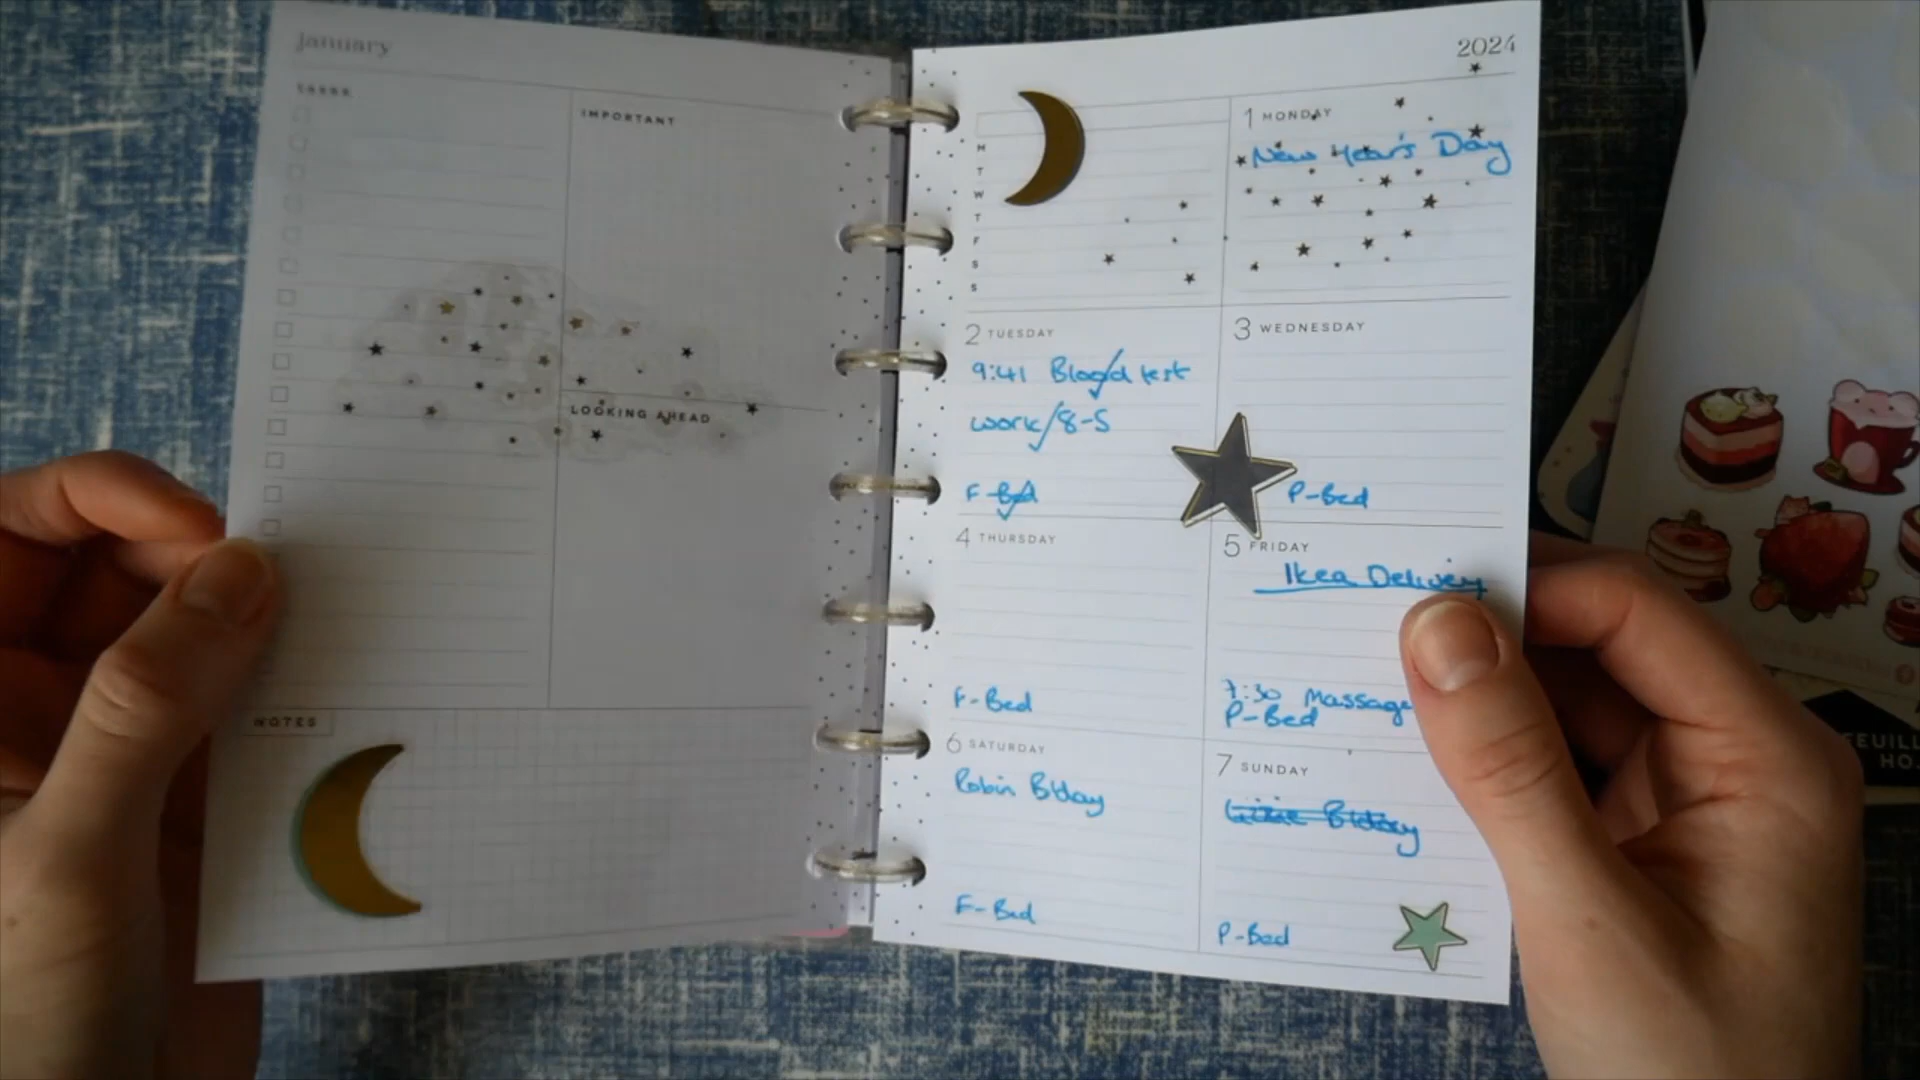 January
TASKS
IMPORTANT
LOOKING AHEAD
NOTES
2024
M
T
W
T
F
S
S
1 MONDAY
New Year's Day
2 TUESDAY
9:41 Blood test
work 8-5
F-Bed
3 WEDNESDAY
P-Bed
4 THURSDAY
F-Bed
5 FRIDAY
Ikea Delivery
7:30 Massage
P-Bed
6 SATURDAY
Robin B'day
F-Bed
7 SUNDAY
B'day
P-Bed
FEUILL
HO